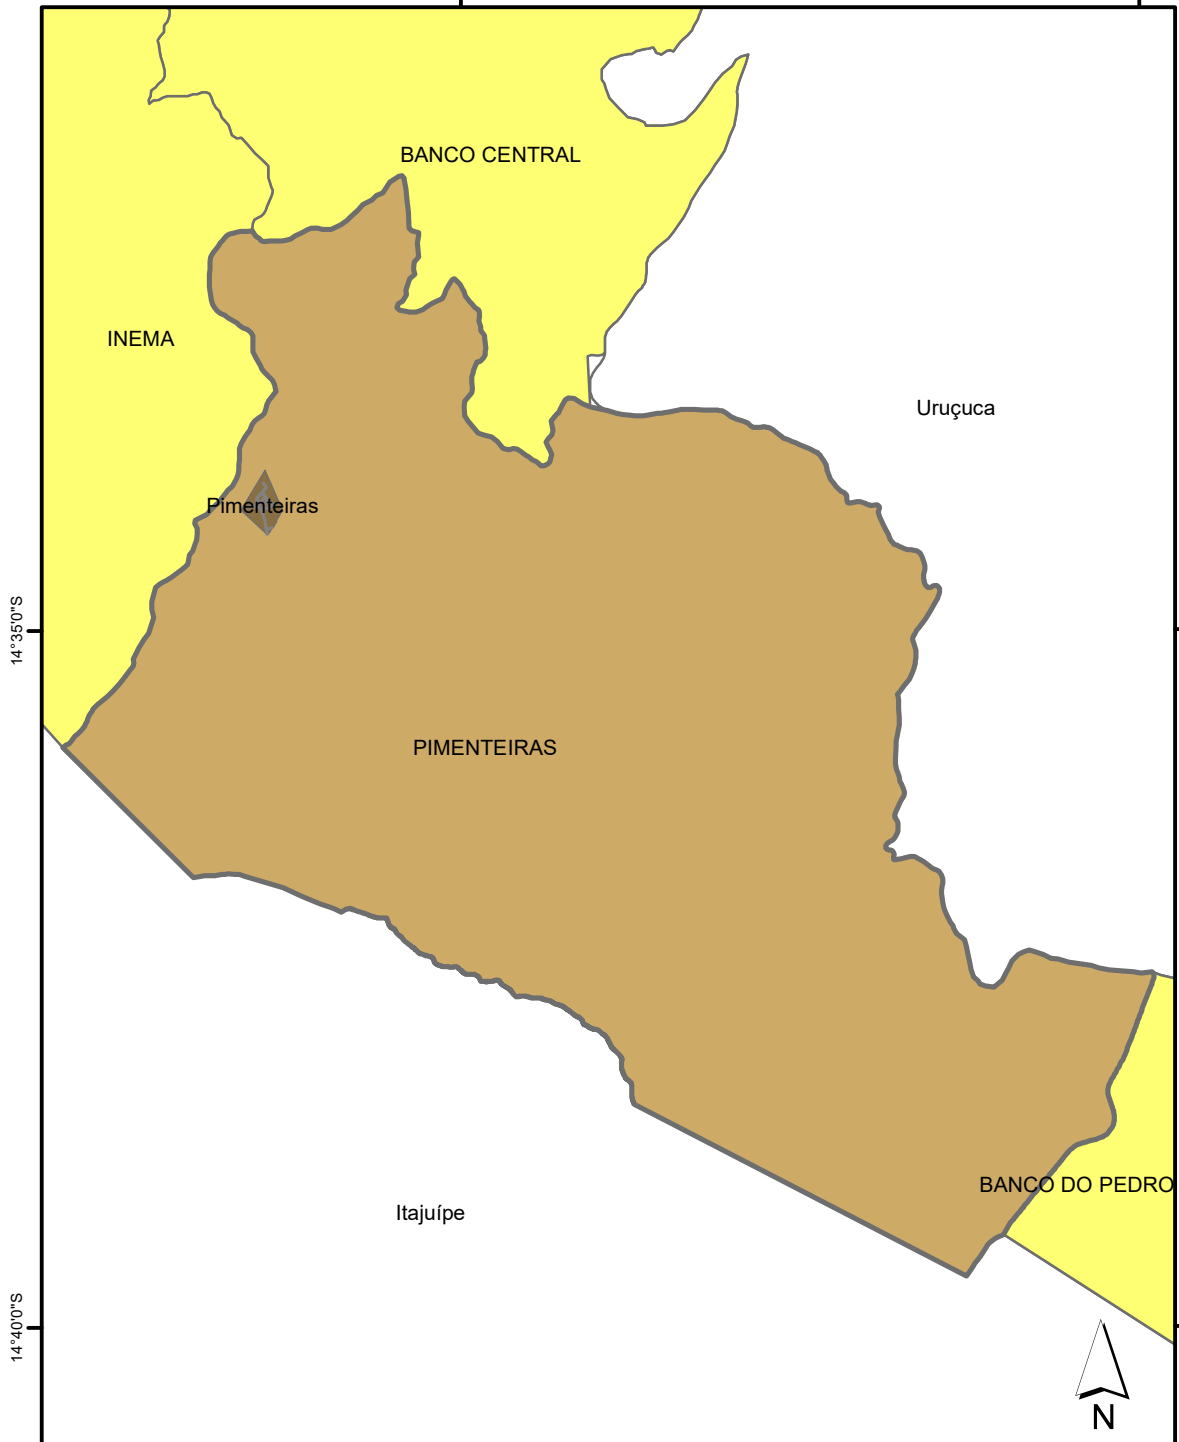 BANCO CENTRAL
INEMA
Uruçuca
Pimenteiras
14°35'0"S
PIMENTEIRAS
BANCO DO PEDRO
Itajuípe
14°40'0"S
N